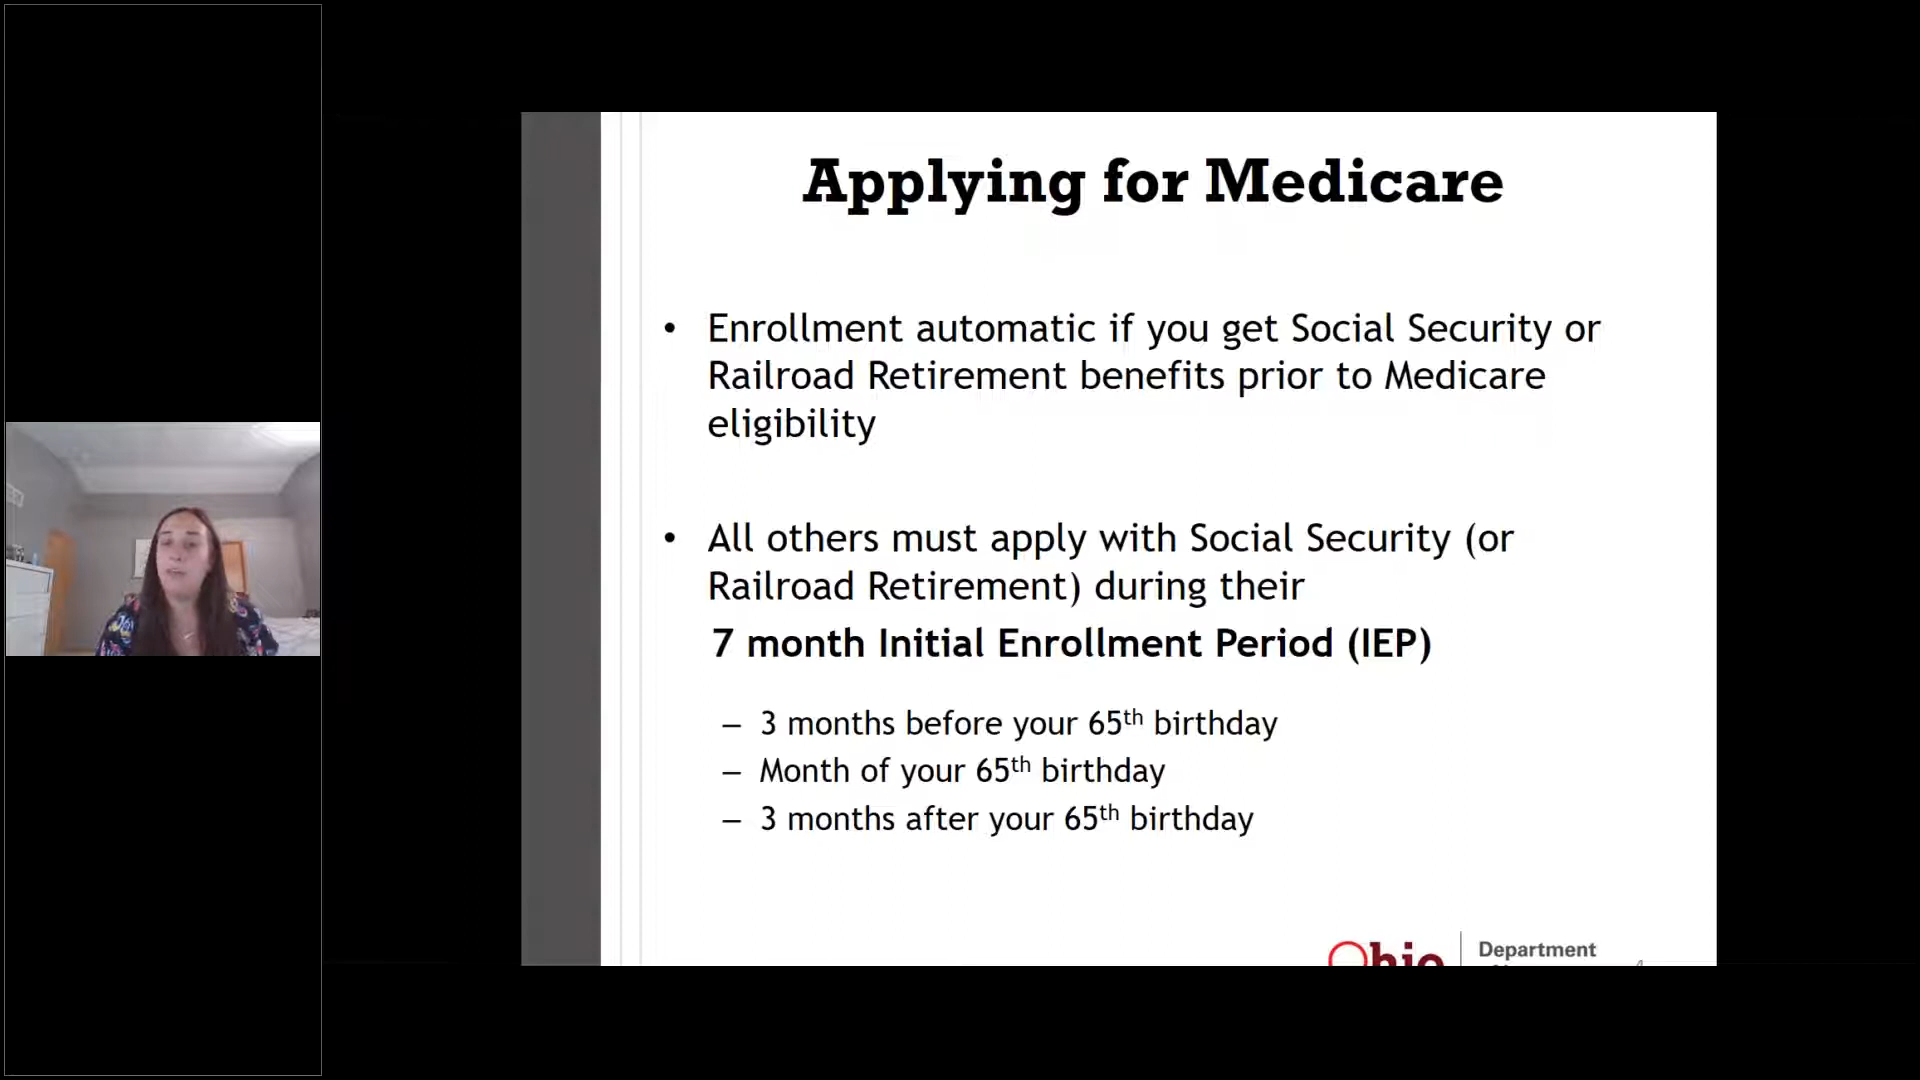 Applying for Medicare
• Enrollment automatic if you get Social Security or
Railroad Retirement benefits prior to Medicare
eligibility
• All others must apply with Social Security (or
Railroad Retirement) during their
7 month Initial Enrollment Period (IEP)
– 3 months before your 65th birthday
– Month of your 65th birthday
– 3 months after your 65th birthday
Ohio
Department